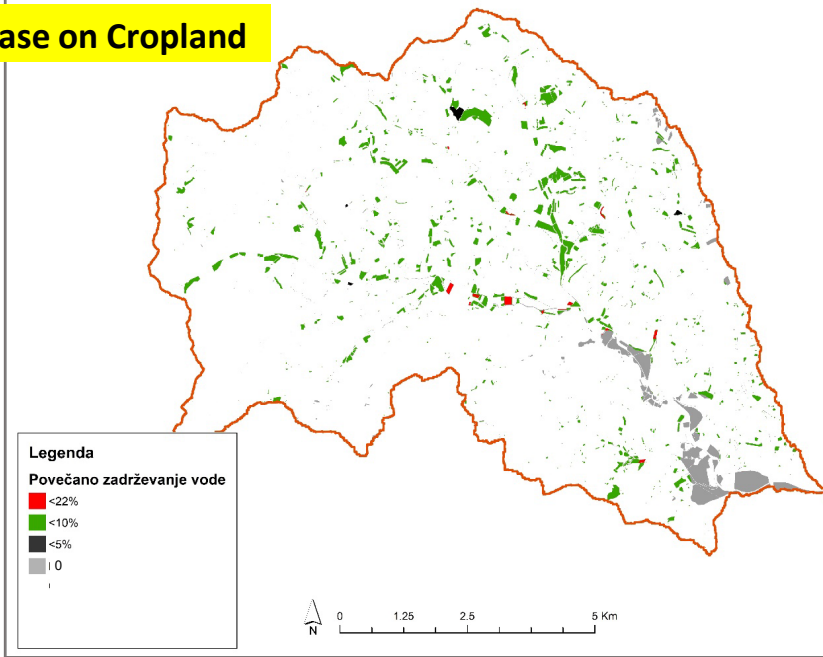 ase on Cropland
Legenda
Povečano zadrževanje vode
<22%
<10%
<5%
0
N
0 1.25 2.5 5 Km